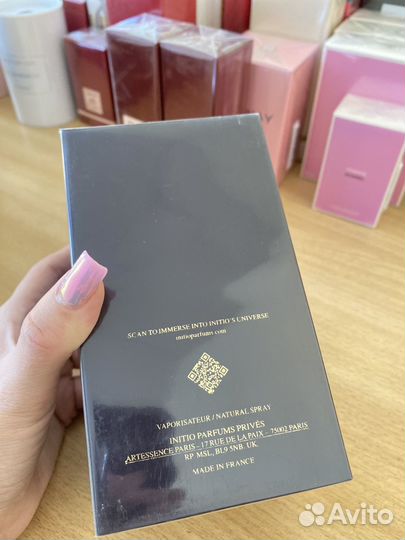 SCAN TO IMMERSE INTO INITIO'S UNIVERSE
initioparfums.com
VAPORISATEUR / NATURAL SPRAY
INITIO PARFUMS PRIVÉS
ARTESSENCE PARIS – 17 RUE DE LA PAIX – 75002 PARIS
RP MSL, BL9 5NB. UK.
MADE IN FRANCE
Avito